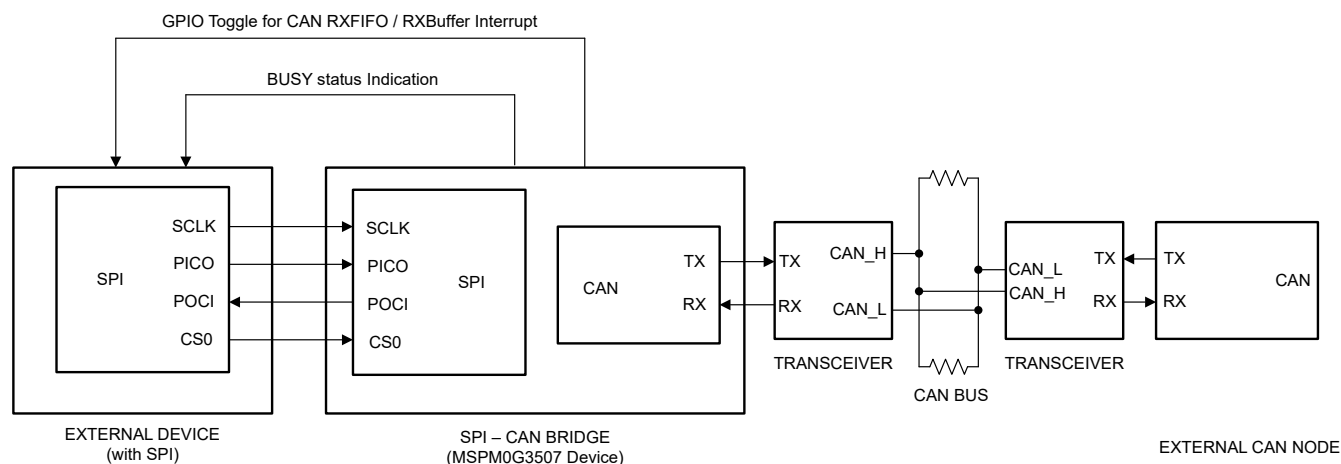 GPIO Toggle for CAN RXFIFO / RXBuffer Interrupt
BUSY status Indication
SCLK
PICO
SPI
POCI
CS0
EXTERNAL DEVICE
(with SPI)
SCLK
PICO
SPI
POCI
CS0
TX
CAN
RX
SPI – CAN BRIDGE
(MSPM0G3507 Device)
TX
RX
CAN_H
CAN_L
TRANSCEIVER
CAN BUS
CAN_L
CAN_H
TX
RX
TRANSCEIVER
TX
RX
CAN
EXTERNAL CAN NODE